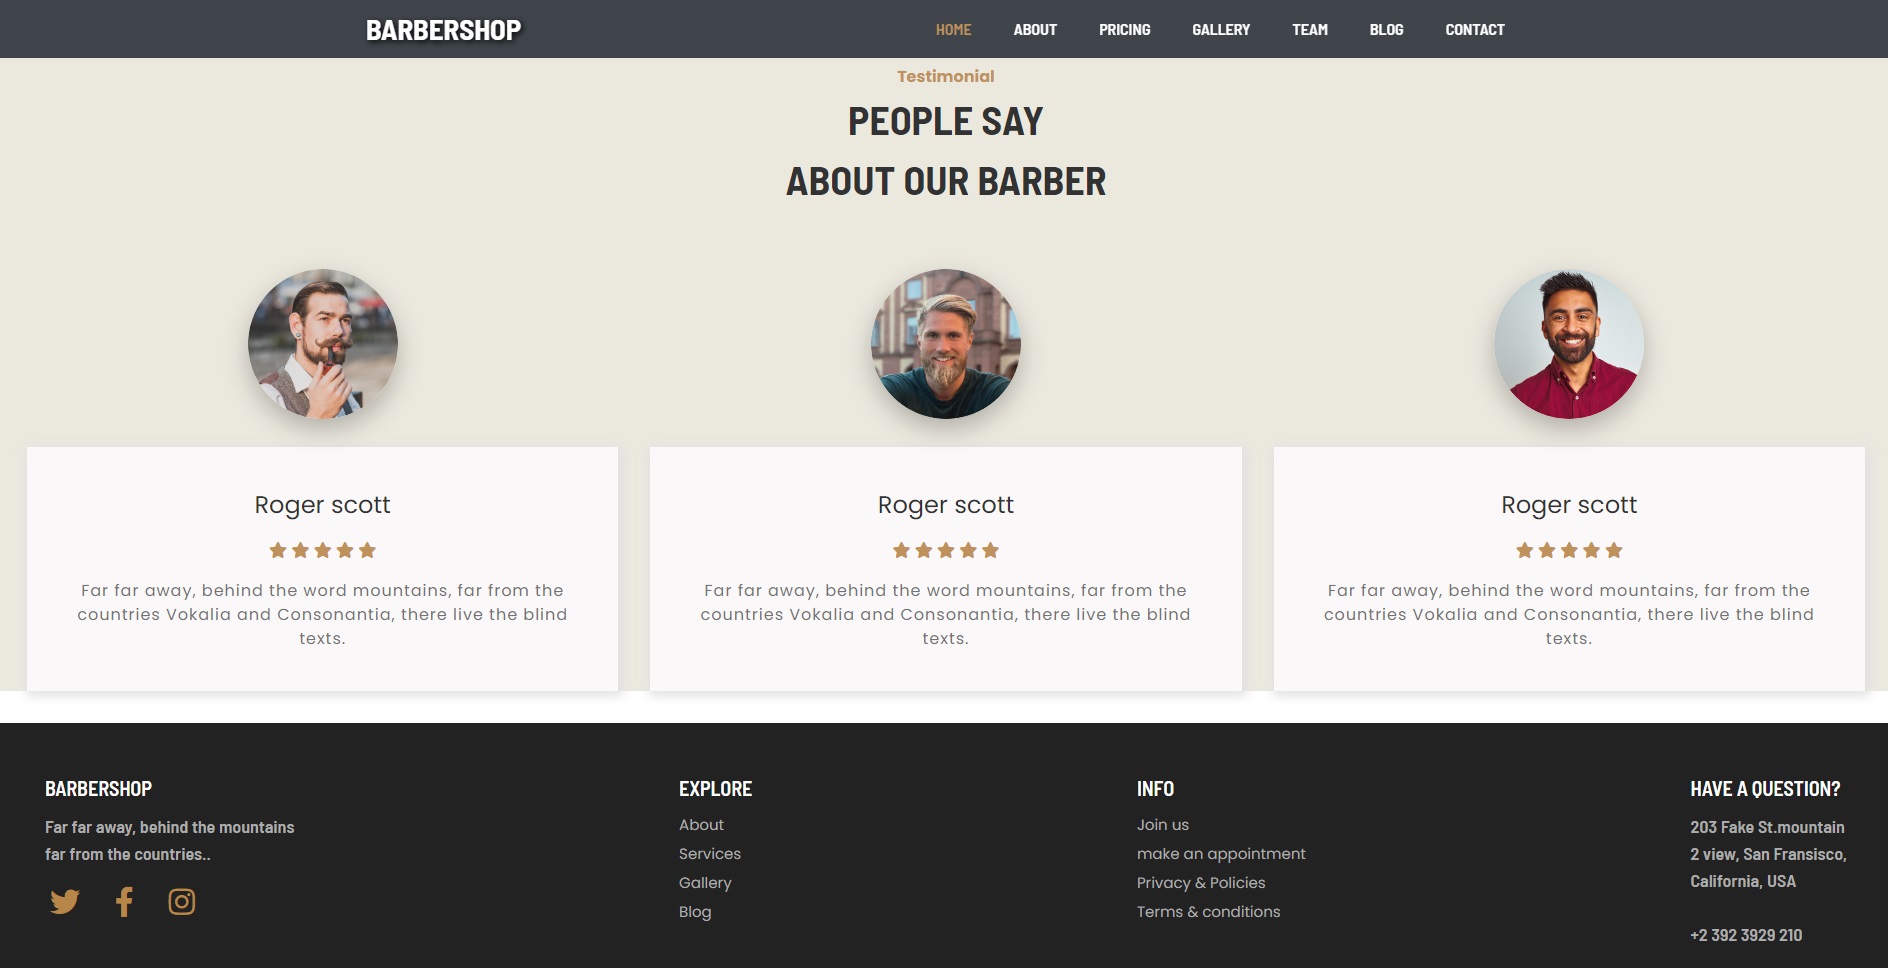 BARBERSHOP
HOME ABOUT PRICING GALLERY TEAM BLOG CONTACT
Testimonial
PEOPLE SAY
ABOUT OUR BARBER
Roger scott
Far far away, behind the word mountains, far from the
countries Vokalia and Consonantia, there live the blind
texts.
Roger scott
Far far away, behind the word mountains, far from the
countries Vokalia and Consonantia, there live the blind
texts.
Roger scott
Far far away, behind the word mountains, far from the
countries Vokalia and Consonantia, there live the blind
texts.
BARBERSHOP
Far far away, behind the mountains
far from the countries..
EXPLORE
About
Services
Gallery
Blog
INFO
Join us
make an appointment
Privacy & Policies
Terms & conditions
HAVE A QUESTION?
203 Fake St.mountain
2 view, San Fransisco,
California, USA
+2 392 3929 210